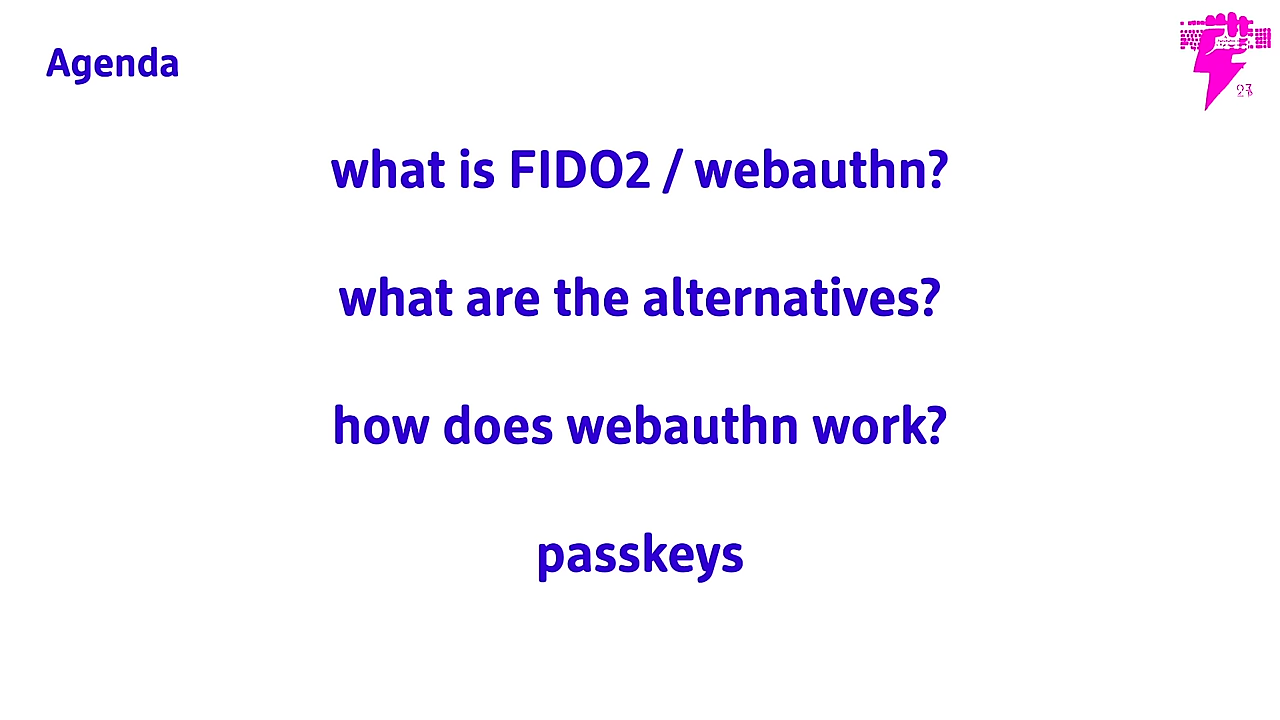 Agenda
what is FIDO2 / webauthn?
what are the alternatives?
how does webauthn work?
passkeys